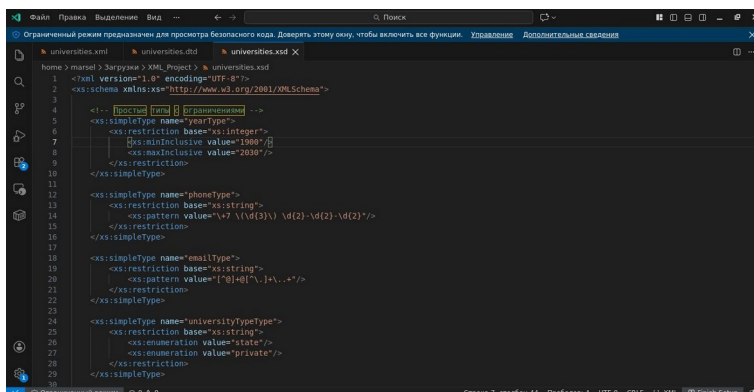 Файл Правка Выделение Вид ··· ← → Поиск
Ограниченный режим предназначен для просмотра безопасного кода. Доверять этому окну, чтобы включить все функции. Управление Дополнительные сведения
universities.xml universities.dtd universities.xsd
home > marsel > Загрузки > XML_Project > universities.xsd
1 <?xml version="1.0" encoding="UTF-8"?>
2 <xs:schema xmlns:xs="http://www.w3.org/2001/XMLSchema">
3
4 <!-- Простые типы с ограничениями -->
5 <xs:simpleType name="yearType">
6 <xs:restriction base="xs:integer">
7 <xs:minInclusive value="1900"/>
8 <xs:maxInclusive value="2030"/>
9 </xs:restriction>
10 </xs:simpleType>
11
12 <xs:simpleType name="phoneType">
13 <xs:restriction base="xs:string">
14 <xs:pattern value="\+7 \(\d{3}\) \d{2}-\d{2}-\d{2}"/>
15 </xs:restriction>
16 </xs:simpleType>
17
18 <xs:simpleType name="emailType">
19 <xs:restriction base="xs:string">
20 <xs:pattern value="[^@]+@[^\.]+\..+"/>
21 </xs:restriction>
22 </xs:simpleType>
23
24 <xs:simpleType name="universityTypeType">
25 <xs:restriction base="xs:string">
26 <xs:enumeration value="state"/>
27 <xs:enumeration value="private"/>
28 </xs:restriction>
29 </xs:simpleType>
30